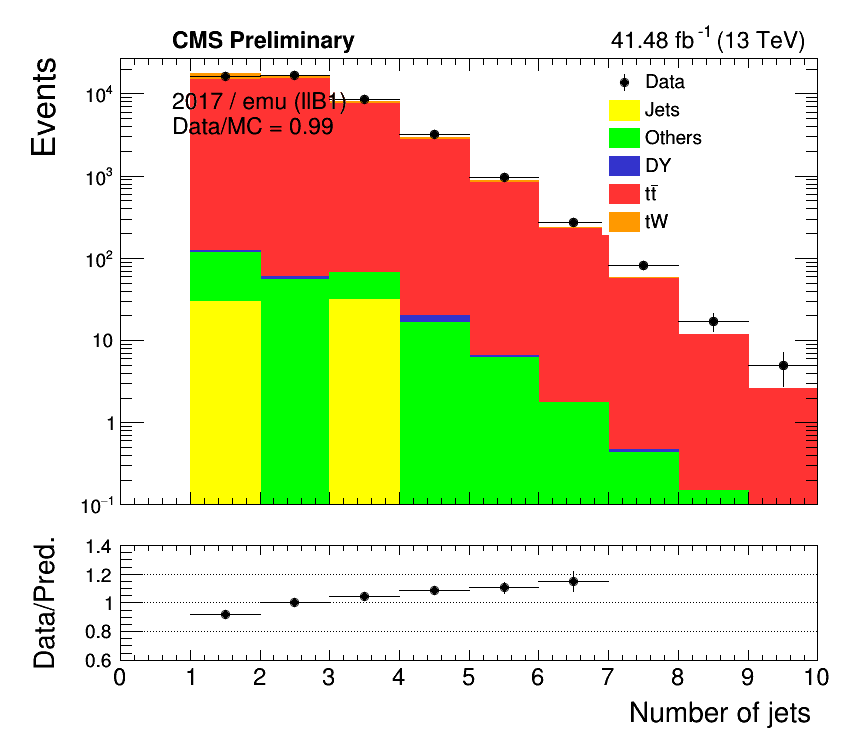 CMS Preliminary
41.48 fb⁻¹ (13 TeV)
Events
2017 / emu (llB1)
Data/MC = 0.99
Data
Jets
Others
DY
tt̄
tW
10⁴
10³
10²
10
1
10⁻¹
Data/Pred.
1.4
1.2
1
0.8
0.6
0 1 2 3 4 5 6 7 8 9 10
Number of jets